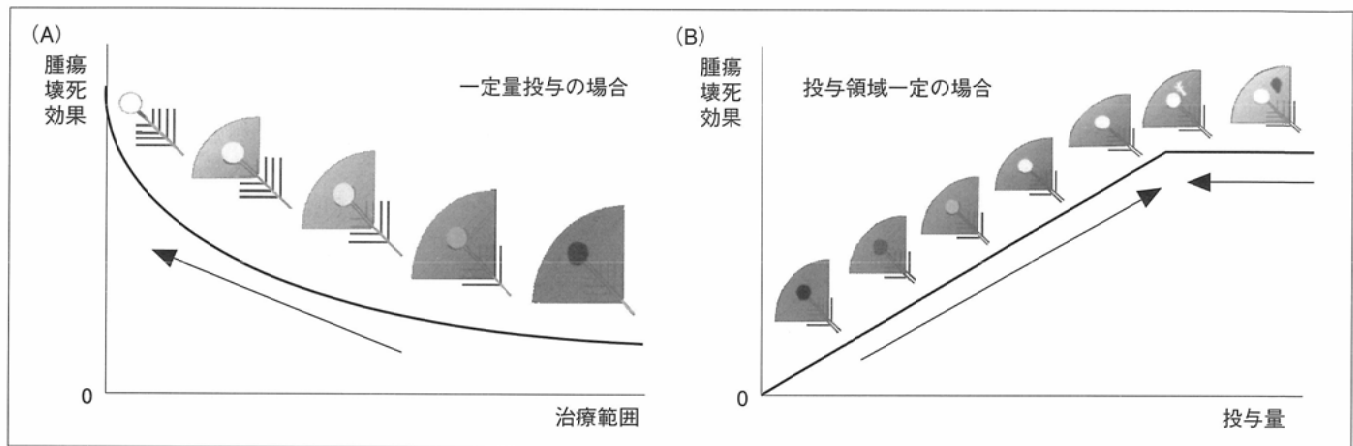 (A)
腫瘍
壊死
効果
一定量投与の場合
0
治療範囲
(B)
腫瘍
壊死
効果
投与領域一定の場合
0
投与量